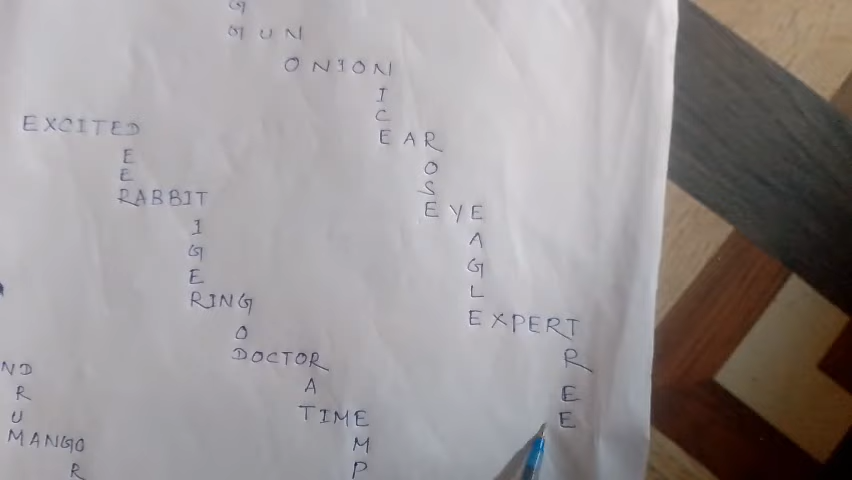 G
GUN
ONION
I
C
EXCITED
EAR
E
O
E
S
RABBIT
EYE
I
A
G
G
E
L
RING
EXPERT
O
R
DOCTOR
ND
A
E
R
TIME
E
U
M
MANGO
P
R